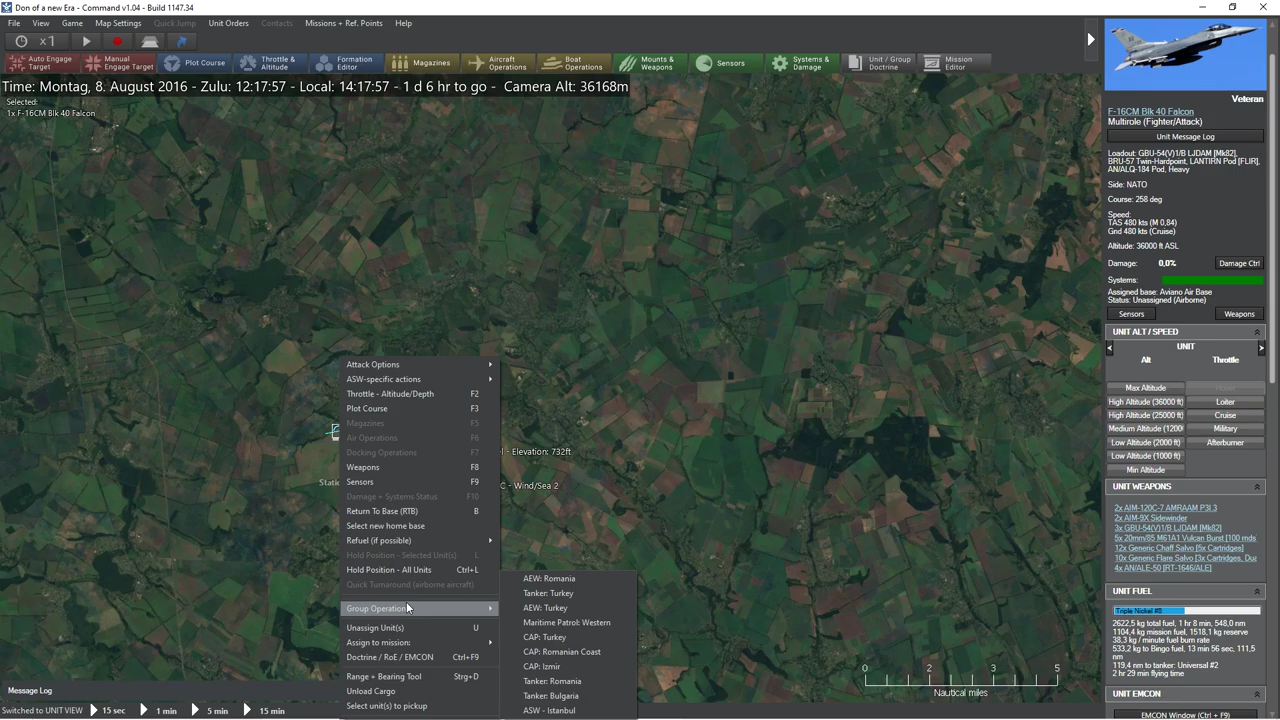 Don of a new Era - Command v1.04 - Build 1147.34
File View Game Map Settings Quick Jump Unit Orders Contacts Missions + Ref. Points Help
x1
Auto Engage Target
Manual Engage Target
Plot Course
Throttle & Altitude
Formation Editor
Magazines
Aircraft Operations
Boat Operations
Mounts & Weapons
Sensors
Systems & Damage
Unit / Group Doctrine
Mission Editor
Time: Montag, 8. August 2016 - Zulu: 12:17:57 - Local: 14:17:57 - 1 d 6 hr to go - Camera Alt: 36168m
Selected:
1x F-16CM Blk 40 Falcon
Attack Options
ASW-specific actions
Throttle - Altitude/Depth F2
Plot Course F3
Magazines F5
Air Operations F6
Docking Operations F7
Weapons F8
Sensors F9
Damage + Systems Status F10
Return To Base (RTB) B
Select new home base
Refuel (if possible)
Hold Position - Selected Unit(s) L
Hold Position - All Units Ctrl+L
Quick Turnaround (airborne aircraft)
Group Operation
Unassign Unit(s) U
Assign to mission:
Doctrine / RoE / EMCON Ctrl+F9
Range + Bearing Tool Strg+D
Unload Cargo
Select unit(s) to pickup
- Elevation: 732ft
- Wind/Sea 2
AEW: Romania
Tanker: Turkey
AEW: Turkey
Maritime Patrol: Western
CAP: Turkey
CAP: Romanian Coast
CAP: Izmir
Tanker: Romania
Tanker: Bulgaria
ASW - Istanbul
0 2 3 5
Nautical miles
Message Log
Switched to UNIT VIEW 15 sec 1 min 5 min 15 min
Veteran
F-16CM Blk 40 Falcon
Multirole (Fighter/Attack)
Unit Message Log
Loadout: GBU-54(V)1/B LJDAM [Mk82],
BRU-57 Twin-Hardpoint, LANTIRN Pod [FLIR],
AN/ALQ-184 Pod, Heavy
Side: NATO
Course: 258 deg
Speed:
TAS 480 kts (M 0,84)
Gnd 480 kts (Cruise)
Altitude: 36000 ft ASL
Damage: 0,0% Damage Ctrl
Systems:
Assigned base: Aviano Air Base
Status: Unassigned (Airborne)
Sensors Weapons
UNIT ALT / SPEED
UNIT
Alt Throttle
Max Altitude
High Altitude (36000 ft) Loiter
High Altitude (25000 ft) Cruise
Medium Altitude (1200 Military
Low Altitude (2000 ft) Afterburner
Low Altitude (1000 ft)
Min Altitude
UNIT WEAPONS
2x AIM-120C-7 AMRAAM P3I.3
2x AIM-9X Sidewinder
3x GBU-54(V)1/B LJDAM [Mk82]
5x 20mm/85 M61A1 Vulcan Burst [100 rnds
12x Generic Chaff Salvo [5x Cartridges]
10x Generic Flare Salvo [3x Cartridges, Dua
4x AN/ALE-50 [RT-1646/ALE]
UNIT FUEL
Triple Nickel #8
2622,5 kg total fuel, 1 hr 8 min, 548,0 nm
1104,4 kg mission fuel, 1518,1 kg reserve
38,3 kg / minute fuel burn rate
533,2 kg to Bingo fuel, 13 min 56 sec, 111,5
nm
119,4 nm to tanker: Universal #2
2 hr 29 min flying time
UNIT EMCON
EMCON Window (Ctrl + F9)